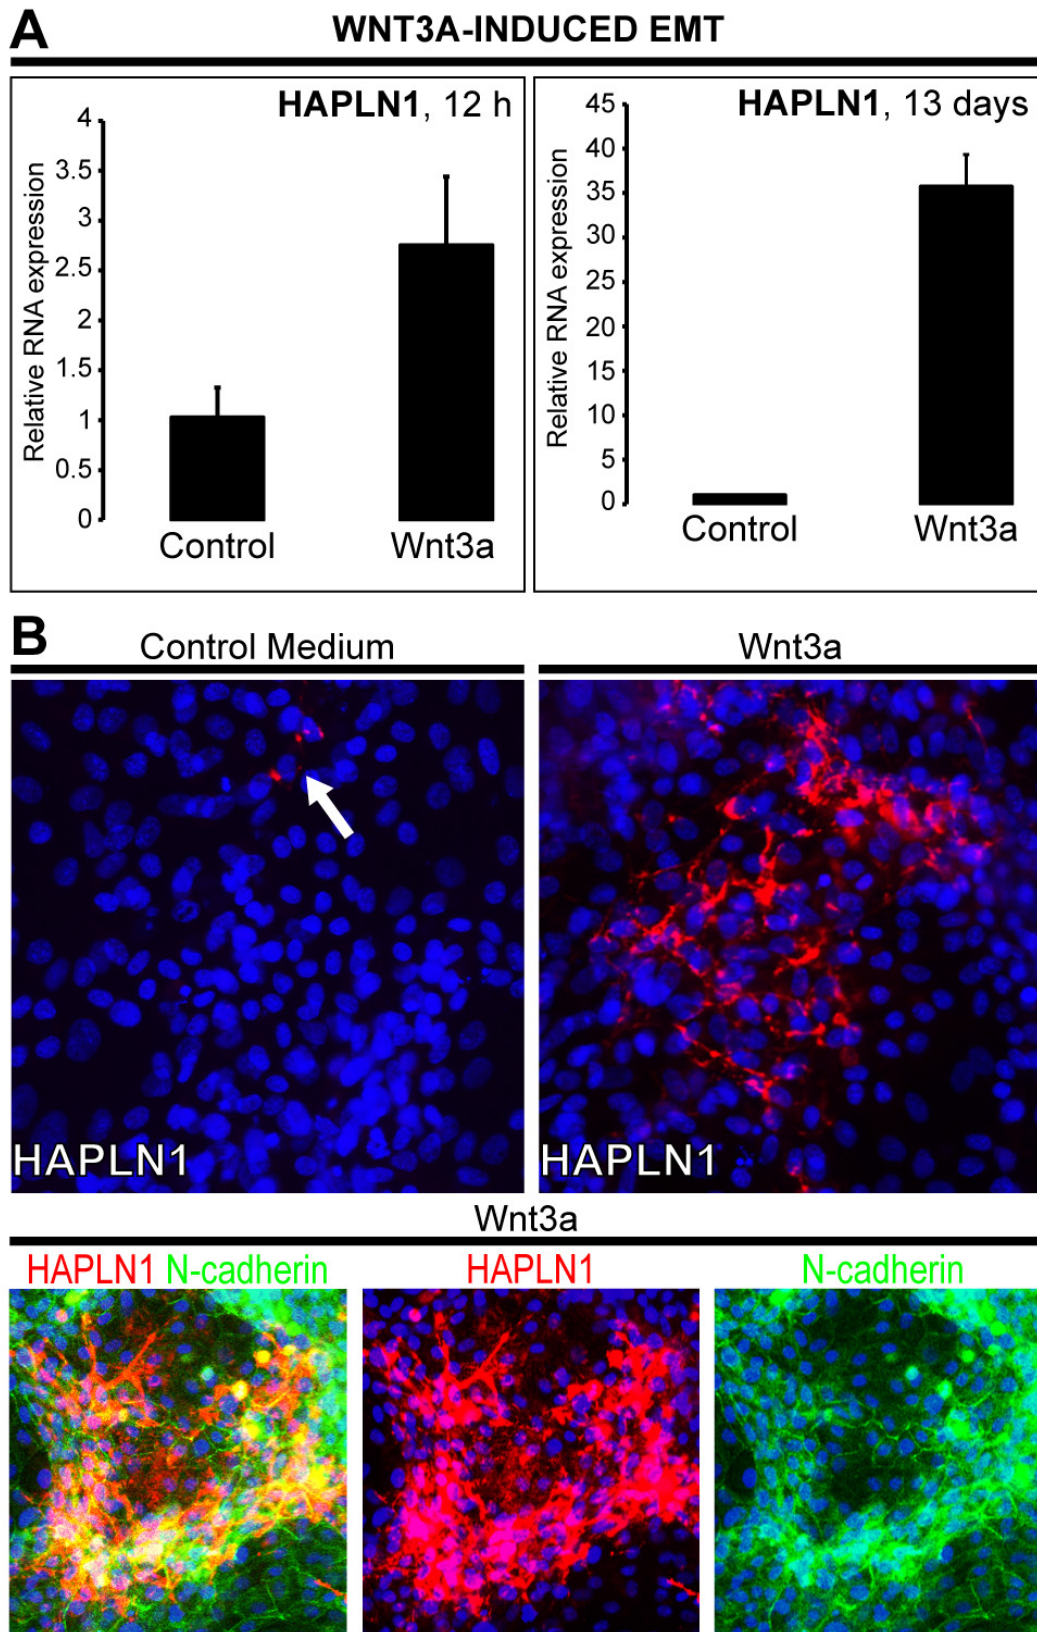 A
WNT3A-INDUCED EMT
HAPLN1, 12 h
Relative RNA expression
4
3.5
3
2.5
2
1.5
1
0.5
0
Control
Wnt3a
HAPLN1, 13 days
Relative RNA expression
45
40
35
30
25
20
15
10
5
0
Control
Wnt3a
B
Control Medium
Wnt3a
HAPLN1
HAPLN1
Wnt3a
HAPLN1 N-cadherin
HAPLN1
N-cadherin